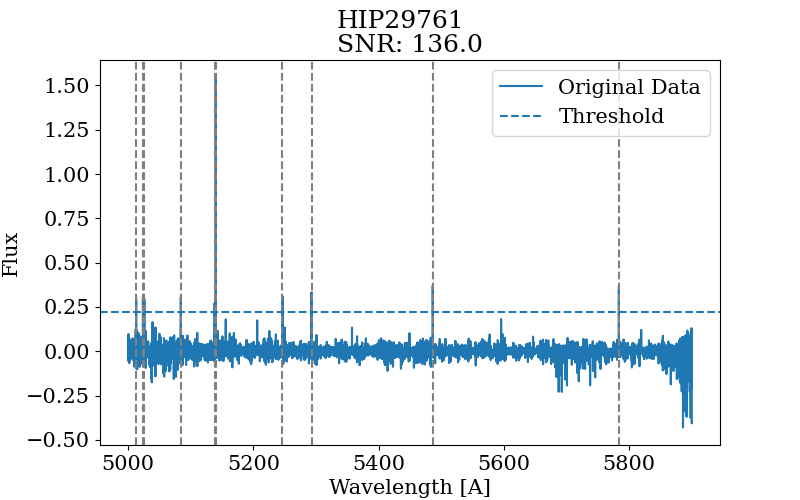 HIP29761
SNR: 136.0
Original Data
Threshold
Flux
1.50
1.25
1.00
0.75
0.50
0.25
0.00
−0.25
−0.50
5000 5200 5400 5600 5800
Wavelength [A]